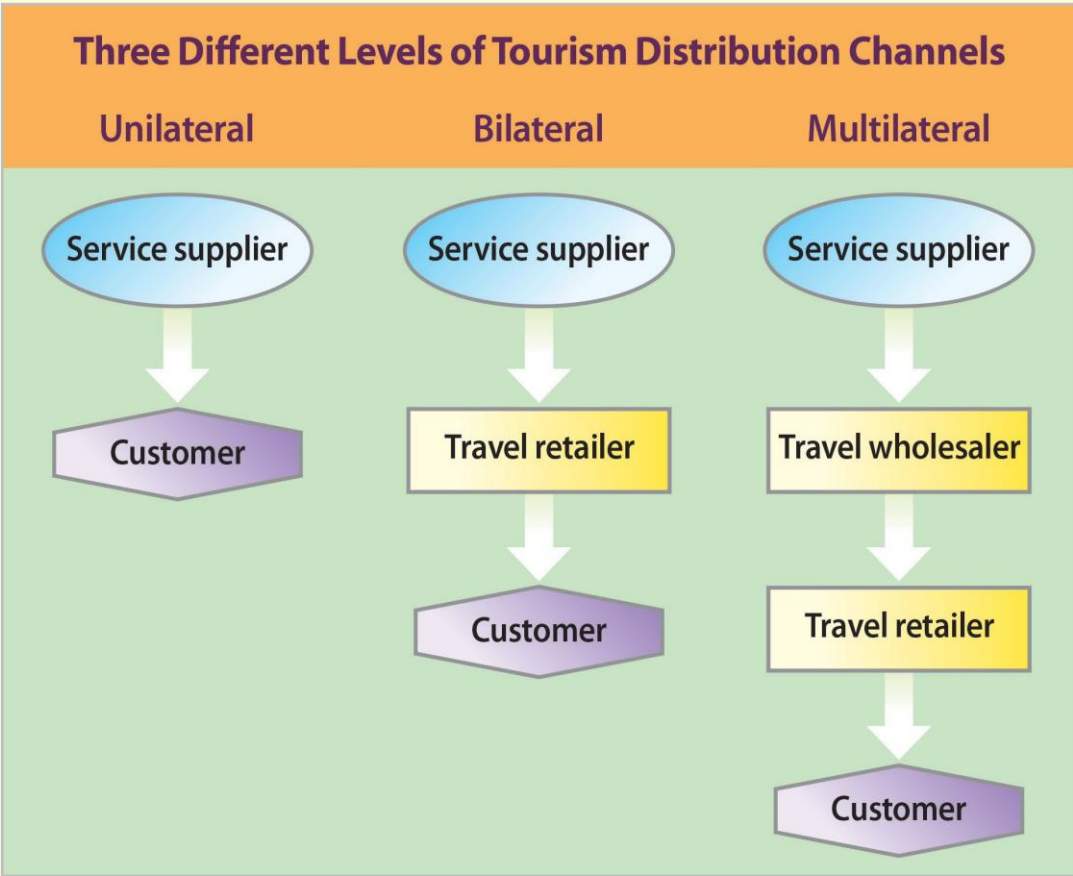 Three Different Levels of Tourism Distribution Channels
Unilateral
Bilateral
Multilateral
Service supplier
Service supplier
Service supplier
Customer
Travel retailer
Travel wholesaler
Customer
Travel retailer
Customer